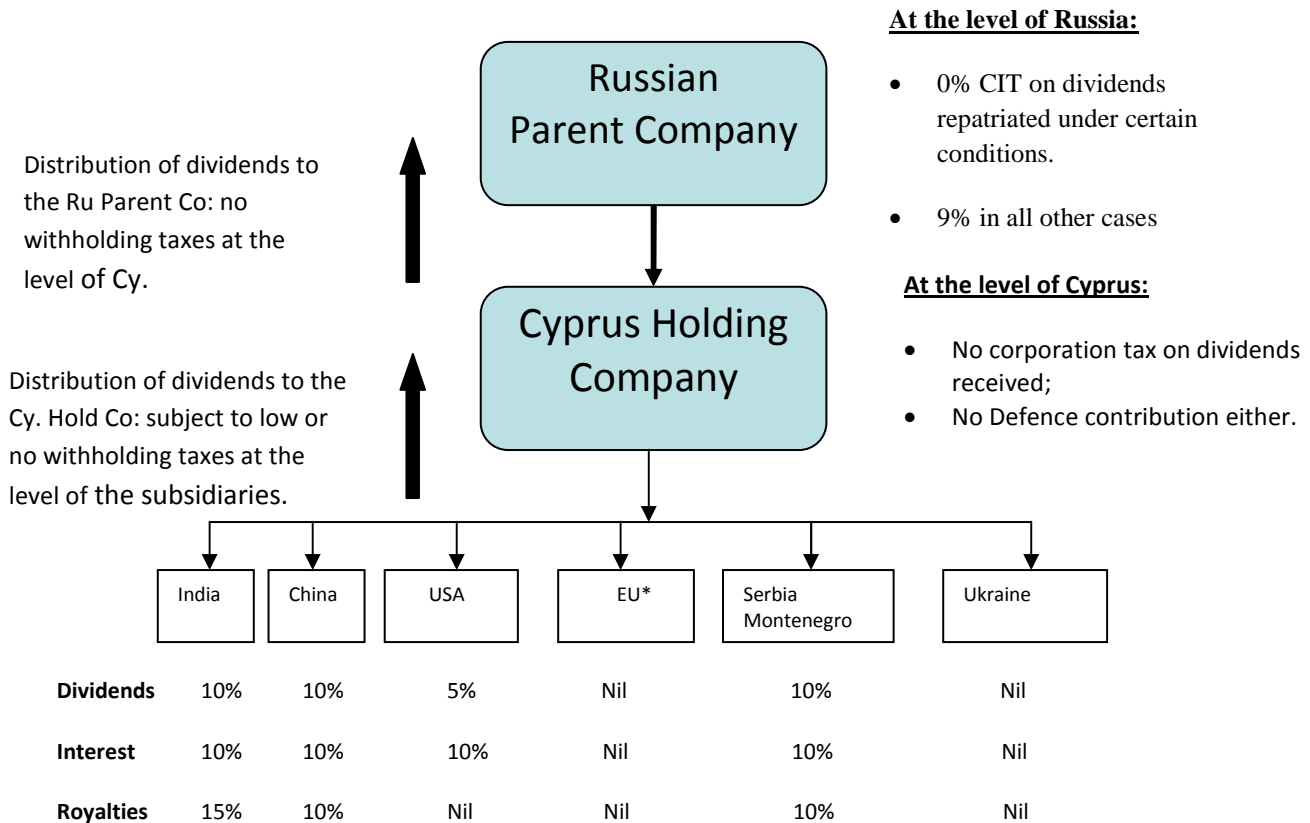 At the level of Russia:
Russian
Parent Company
• 0% CIT on dividends
repatriated under certain
conditions.
• 9% in all other cases
Distribution of dividends to
the Ru Parent Co: no
withholding taxes at the
level of Cy.
At the level of Cyprus:
Cyprus Holding
Company
• No corporation tax on dividends
received;
• No Defence contribution either.
Distribution of dividends to the
Cy. Hold Co: subject to low or
no withholding taxes at the
level of the subsidiaries.
India China USA EU* Serbia Ukraine
Montenegro
Dividends 10% 10% 5% Nil 10% Nil
Interest 10% 10% 10% Nil 10% Nil
Royalties 15% 10% Nil Nil 10% Nil